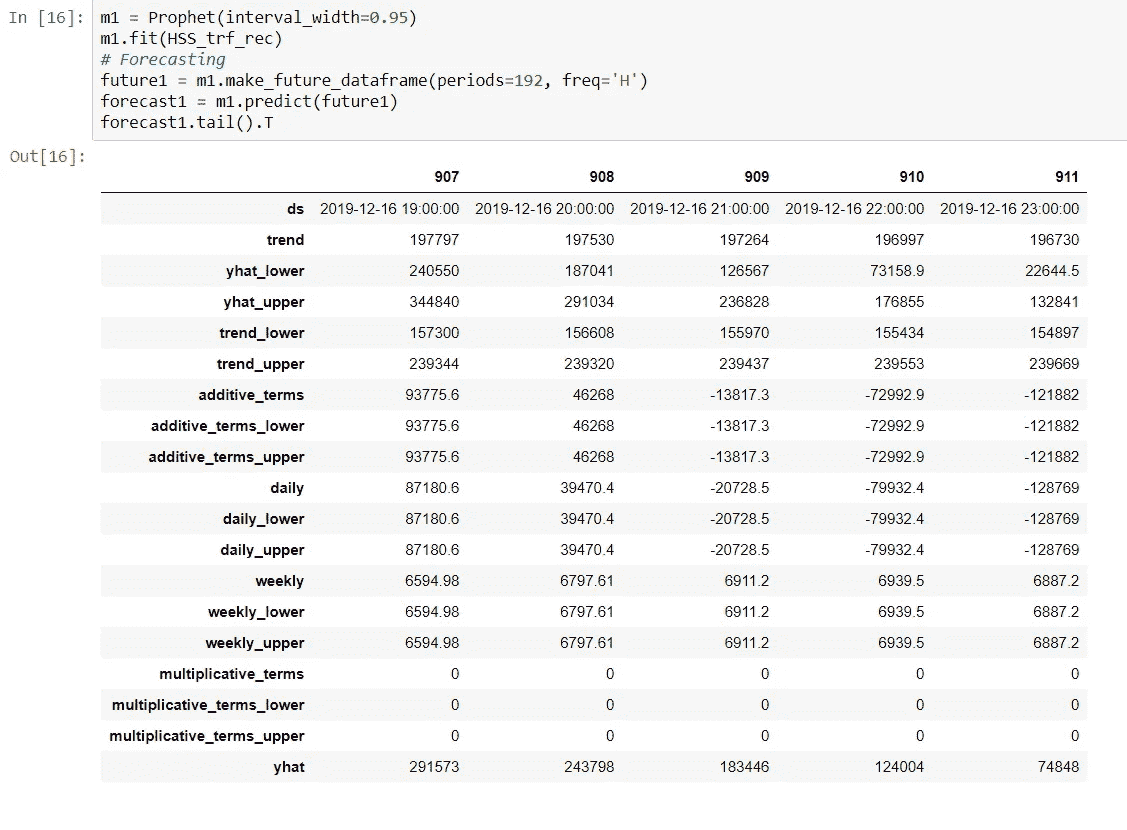 In [16]: m1 = Prophet(interval_width=0.95)
m1.fit(HSS_trf_rec)
# Forecasting
future1 = m1.make_future_dataframe(periods=192, freq='H')
forecast1 = m1.predict(future1)
forecast1.tail().T
Out[16]:
907 908 909 910 911
ds 2019-12-16 19:00:00 2019-12-16 20:00:00 2019-12-16 21:00:00 2019-12-16 22:00:00 2019-12-16 23:00:00
trend 197797 197530 197264 196997 196730
yhat_lower 240550 187041 126567 73158.9 22644.5
yhat_upper 344840 291034 236828 176855 132841
trend_lower 157300 156608 155970 155434 154897
trend_upper 239344 239320 239437 239553 239669
additive_terms 93775.6 46268 -13817.3 -72992.9 -121882
additive_terms_lower 93775.6 46268 -13817.3 -72992.9 -121882
additive_terms_upper 93775.6 46268 -13817.3 -72992.9 -121882
daily 87180.6 39470.4 -20728.5 -79932.4 -128769
daily_lower 87180.6 39470.4 -20728.5 -79932.4 -128769
daily_upper 87180.6 39470.4 -20728.5 -79932.4 -128769
weekly 6594.98 6797.61 6911.2 6939.5 6887.2
weekly_lower 6594.98 6797.61 6911.2 6939.5 6887.2
weekly_upper 6594.98 6797.61 6911.2 6939.5 6887.2
multiplicative_terms 0 0 0 0 0
multiplicative_terms_lower 0 0 0 0 0
multiplicative_terms_upper 0 0 0 0 0
yhat 291573 243798 183446 124004 74848